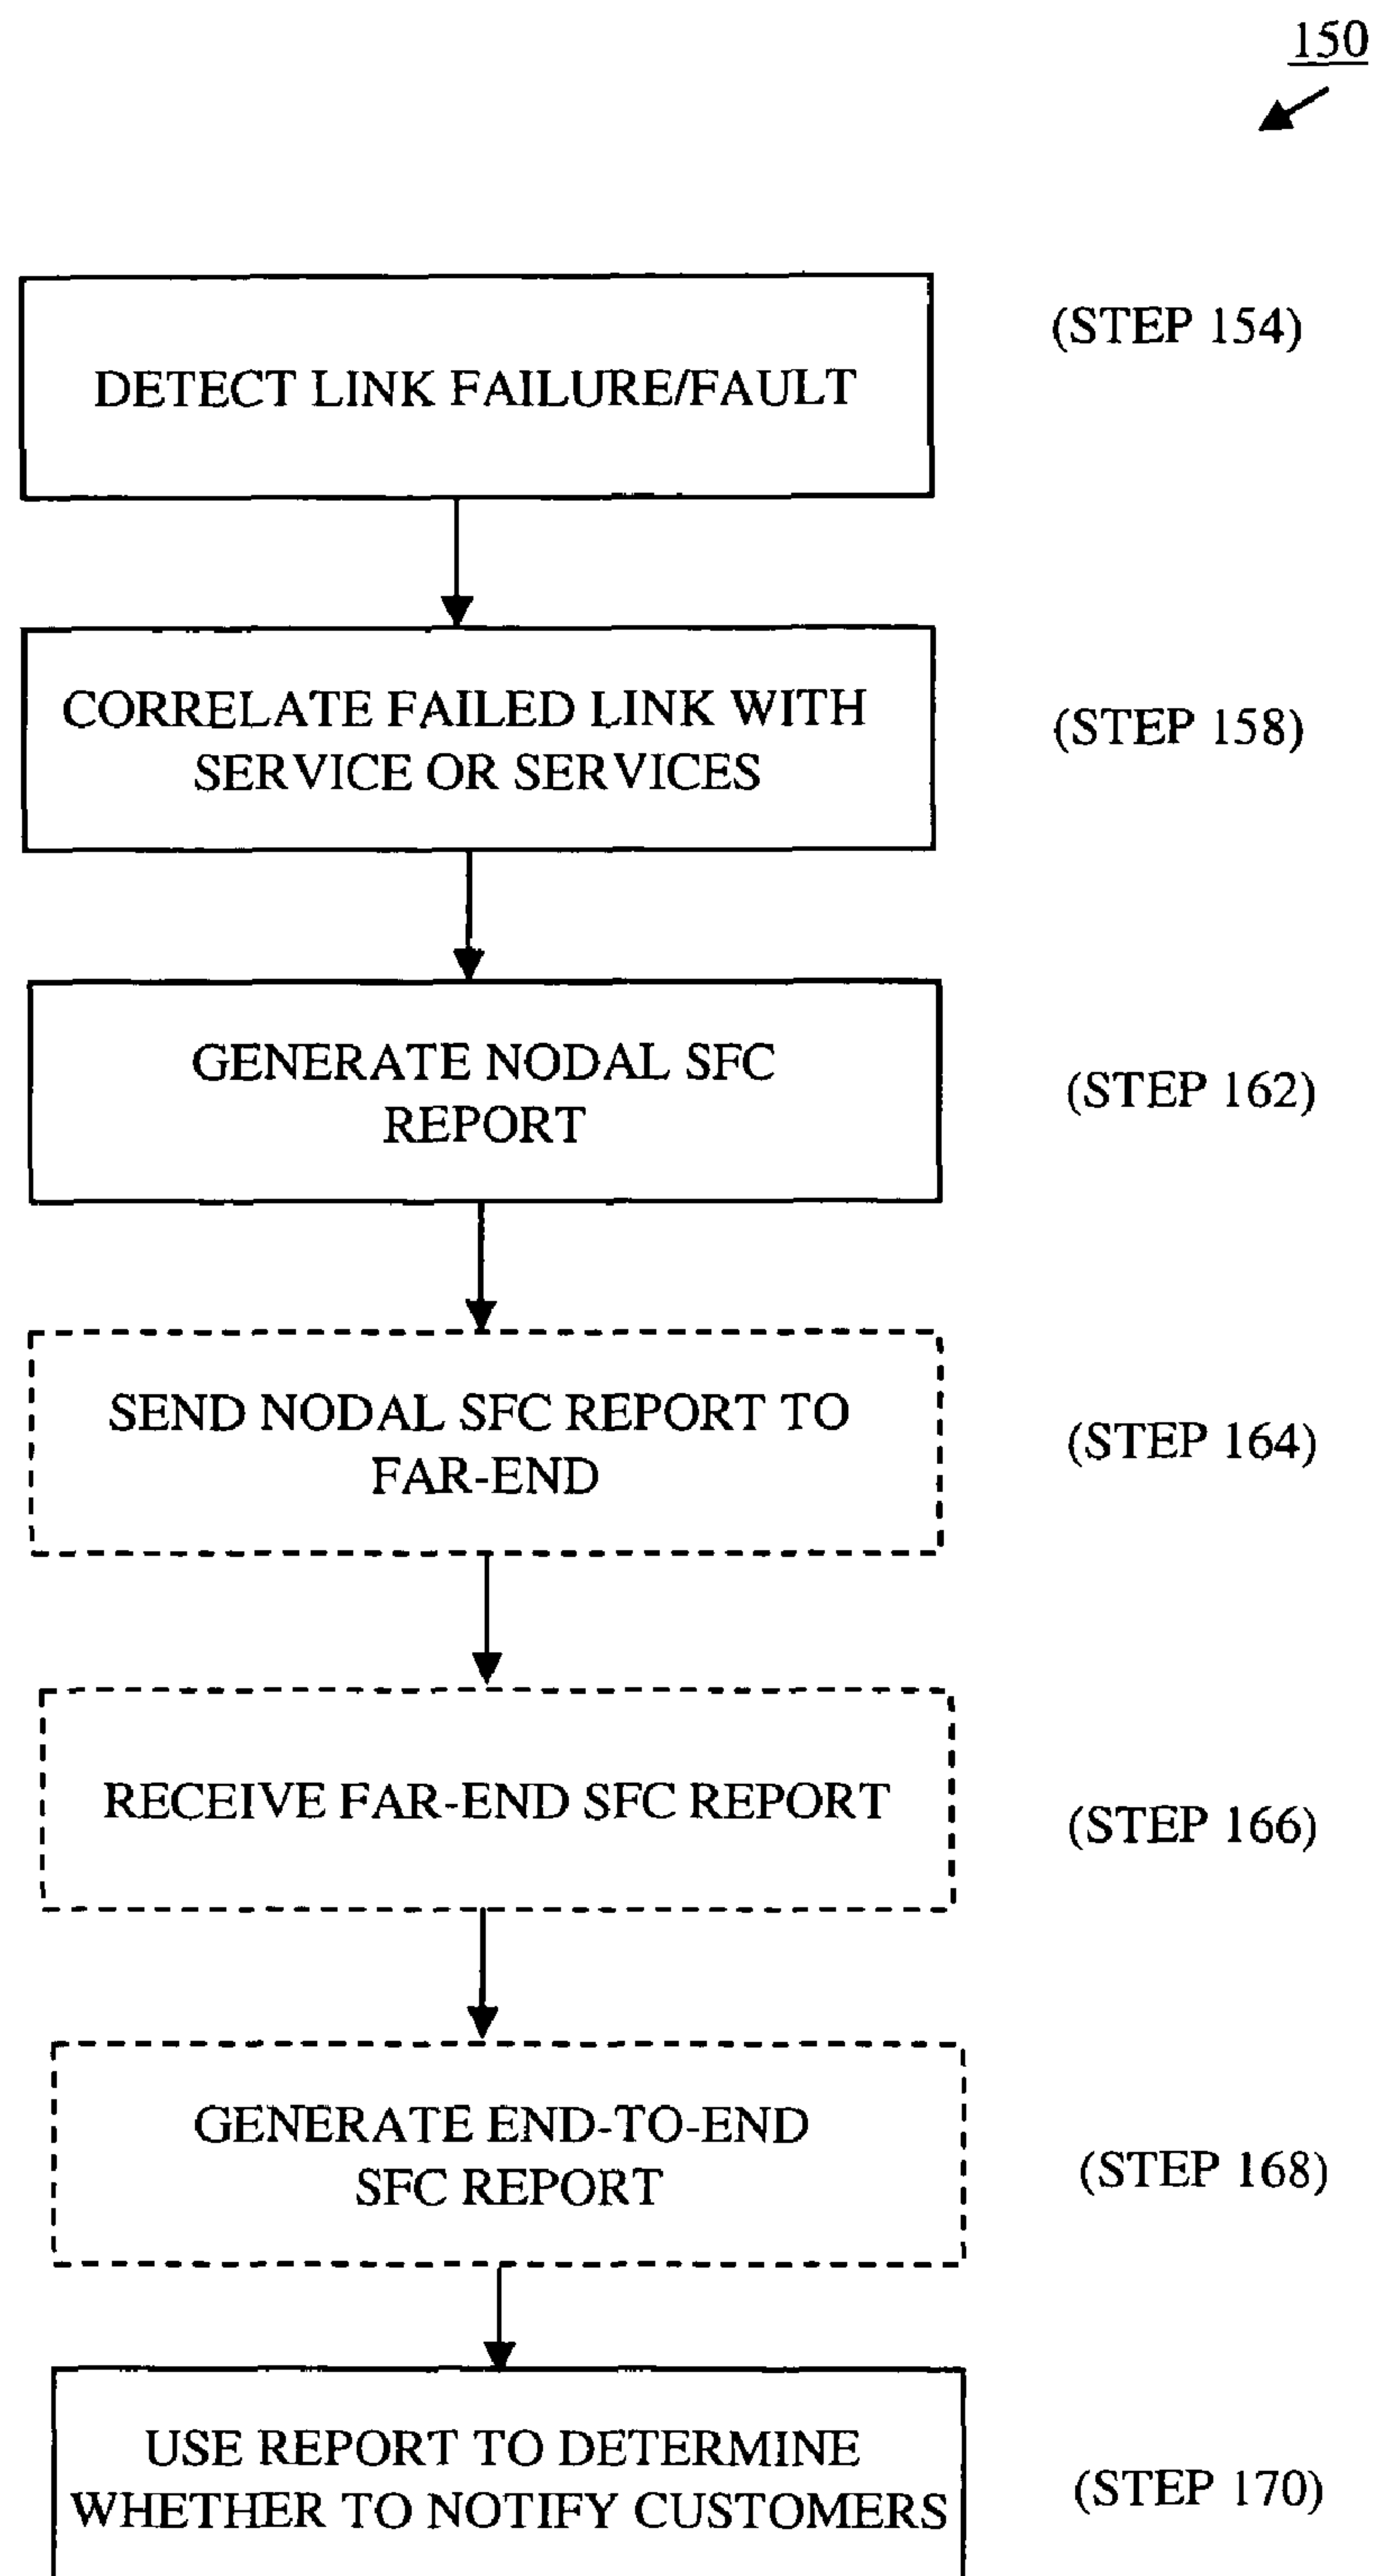 150
DETECT LINK FAILURE/FAULT
(STEP 154)
CORRELATE FAILED LINK WITH
SERVICE OR SERVICES
(STEP 158)
GENERATE NODAL SFC
REPORT
(STEP 162)
SEND NODAL SFC REPORT TO
FAR-END
(STEP 164)
RECEIVE FAR-END SFC REPORT
(STEP 166)
GENERATE END-TO-END
SFC REPORT
(STEP 168)
USE REPORT TO DETERMINE
WHETHER TO NOTIFY CUSTOMERS
(STEP 170)